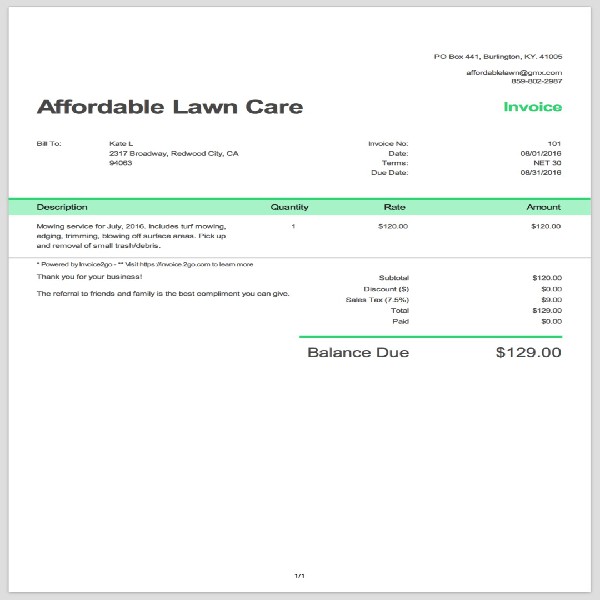 PO Box 441, Burlington, KY. 41005
affordablelawn@gmx.com
859-802-2987
Affordable Lawn Care
Invoice
Bill To: Kate L
2317 Broadway, Redwood City, CA
94063
Invoice No: 101
Date: 08/01/2016
Terms: NET 30
Due Date: 08/31/2016
Description Quantity Rate Amount
Mowing service for July, 2016. Includes turf mowing, 1 $120.00 $120.00
edging, trimming, blowing off surface areas. Pick up
and removal of small trash/debris.
* Powered by Invoice2go - ** Visit https://invoice.2go.com to learn more
Thank you for your business!
The referral to friends and family is the best compliment you can give.
Subtotal $120.00
Discount ($) $0.00
Sales Tax (7.5%) $9.00
Total $129.00
Paid $0.00
Balance Due $129.00
1/1